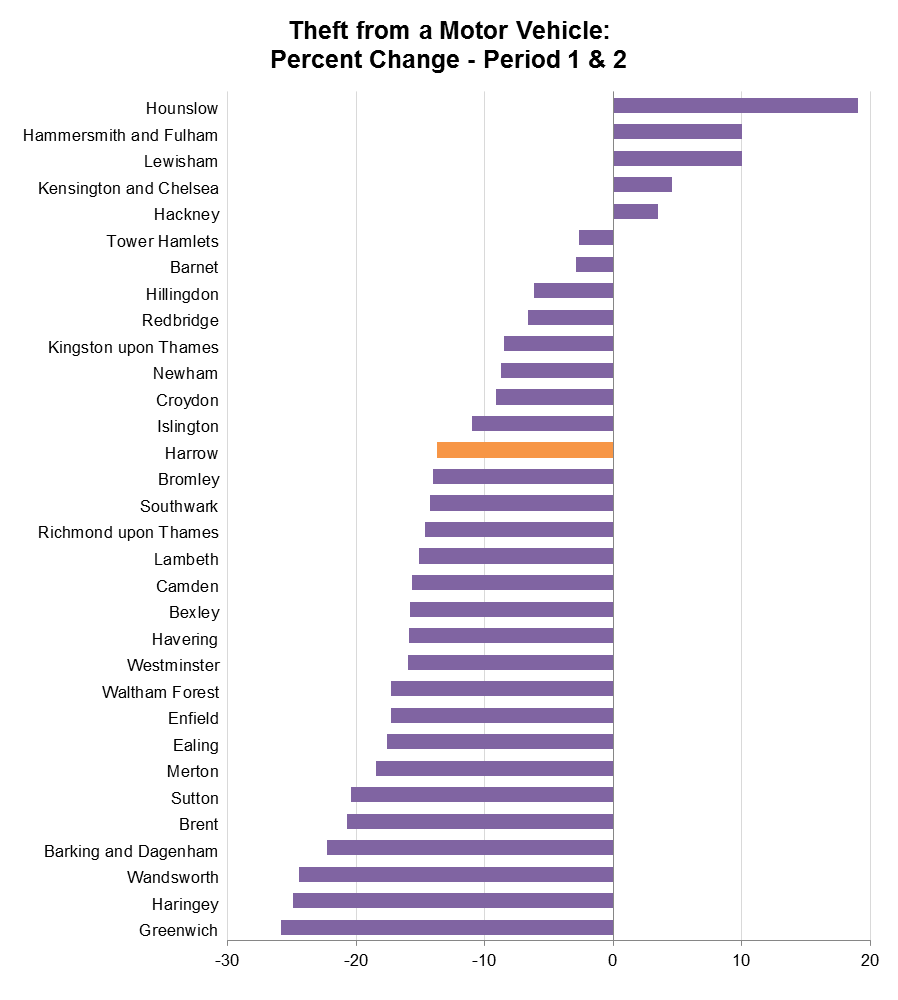 Theft from a Motor Vehicle:
Percent Change - Period 1 & 2
Hounslow
Hammersmith and Fulham
Lewisham
Kensington and Chelsea
Hackney
Tower Hamlets
Barnet
Hillingdon
Redbridge
Kingston upon Thames
Newham
Croydon
Islington
Harrow
Bromley
Southwark
Richmond upon Thames
Lambeth
Camden
Bexley
Havering
Westminster
Waltham Forest
Enfield
Ealing
Merton
Sutton
Brent
Barking and Dagenham
Wandsworth
Haringey
Greenwich
-30 -20 -10 0 10 20